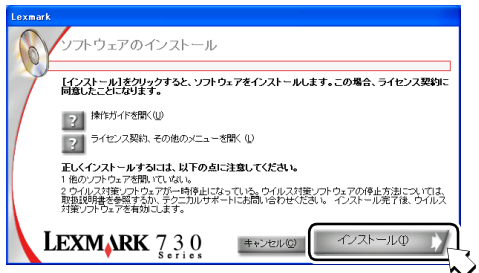 Lexmark
ソフトウェアのインストール
[インストール]をクリックすると、ソフトウェアをインストールします。この場合、ライセンス契約に
同意したことになります。
? 操作ガイドを開く(U)
? ライセンス契約、その他のメニューを開く (L)
正しくインストールするには、以下の点に注意してください。
1 他のソフトウェアを開いていない。
2 ウイルス対策ソフトウェアが一時停止になっている。ウイルス対策ソフトウェアの停止方法については、
取扱説明書を参照するか、テクニカルサポートにお問い合わせください。 インストール完了後、ウイルス
対策ソフトウェアを有効にします。
LEXMARK 730
Series
キャンセル(C)
インストール(I)